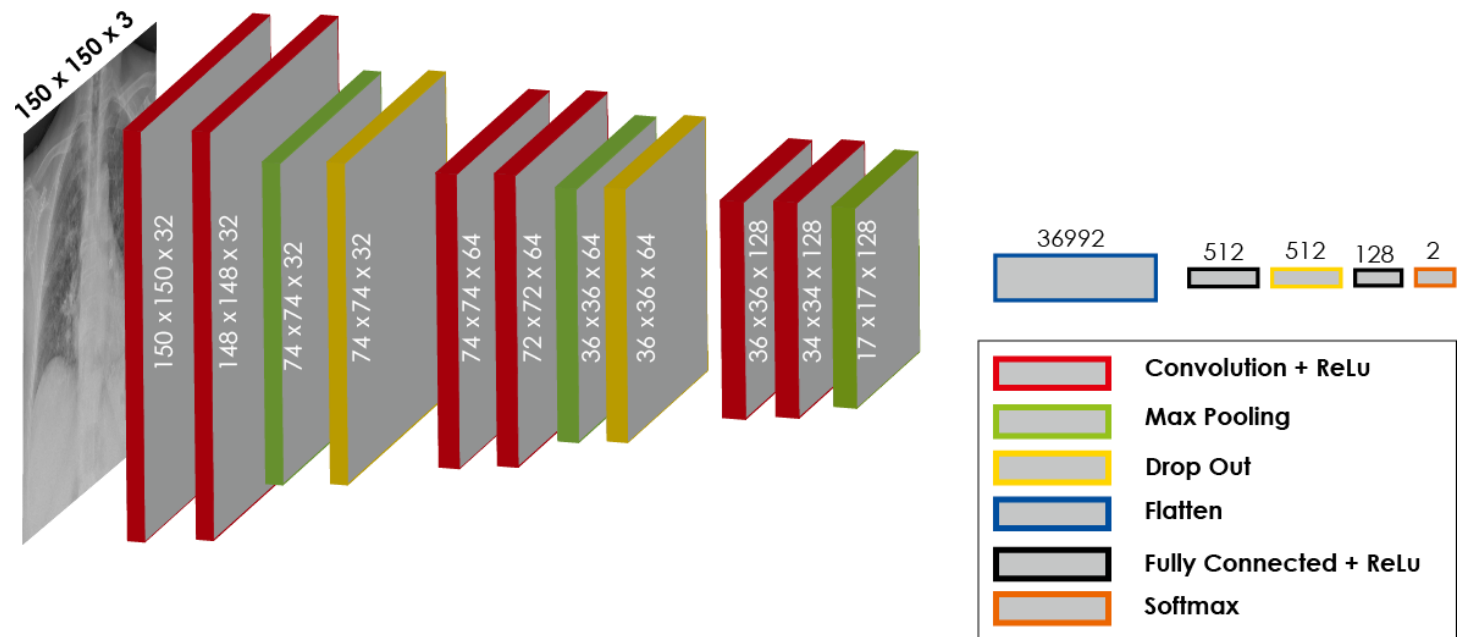 150 x 150 x 3
150 x 150 x 32
148 x 148 x 32
74 x 74 x 32
74 x 74 x 32
74 x 74 x 64
72 x 72 x 64
36 x 36 x 64
36 x 36 x 64
36 x 36 x 128
34 x 34 x 128
17 x 17 x 128
36992
512
512
128
2
Convolution + ReLu
Max Pooling
Drop Out
Flatten
Fully Connected + ReLu
Softmax